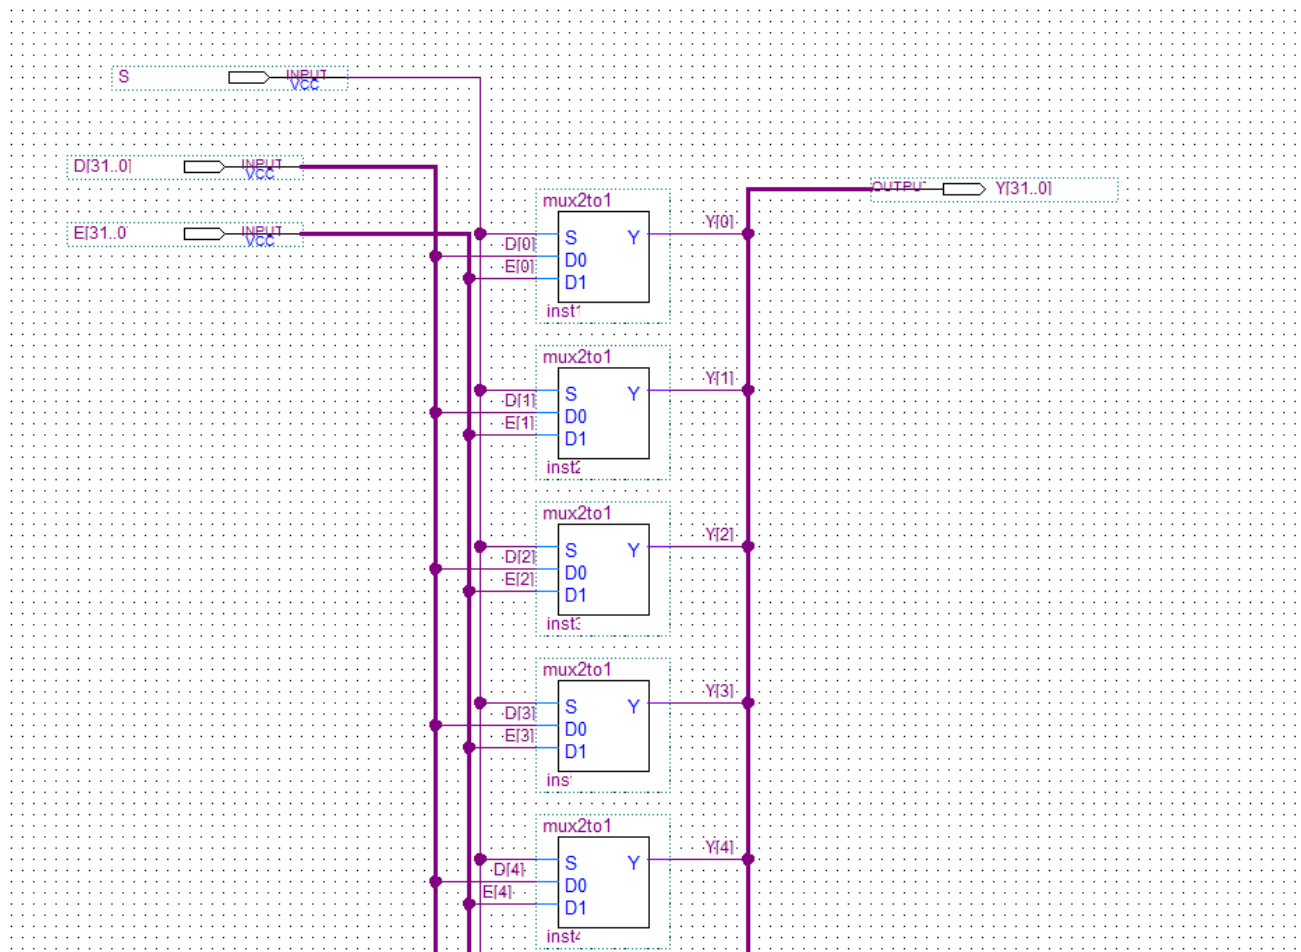 S INPUT
VCC
D[31..0] INPUT
VCC
OUTPUT Y[31..0]
E[31..0] INPUT
VCC
mux2to1
Y[0]
S Y
D[0] D0
E[0] D1
inst1
mux2to1
Y[1]
S Y
D[1] D0
E[1] D1
inst2
mux2to1
Y[2]
S Y
D[2] D0
E[2] D1
inst3
mux2to1
Y[3]
S Y
D[3] D0
E[3] D1
ins
mux2to1
Y[4]
S Y
D[4] D0
E[4] D1
inst4